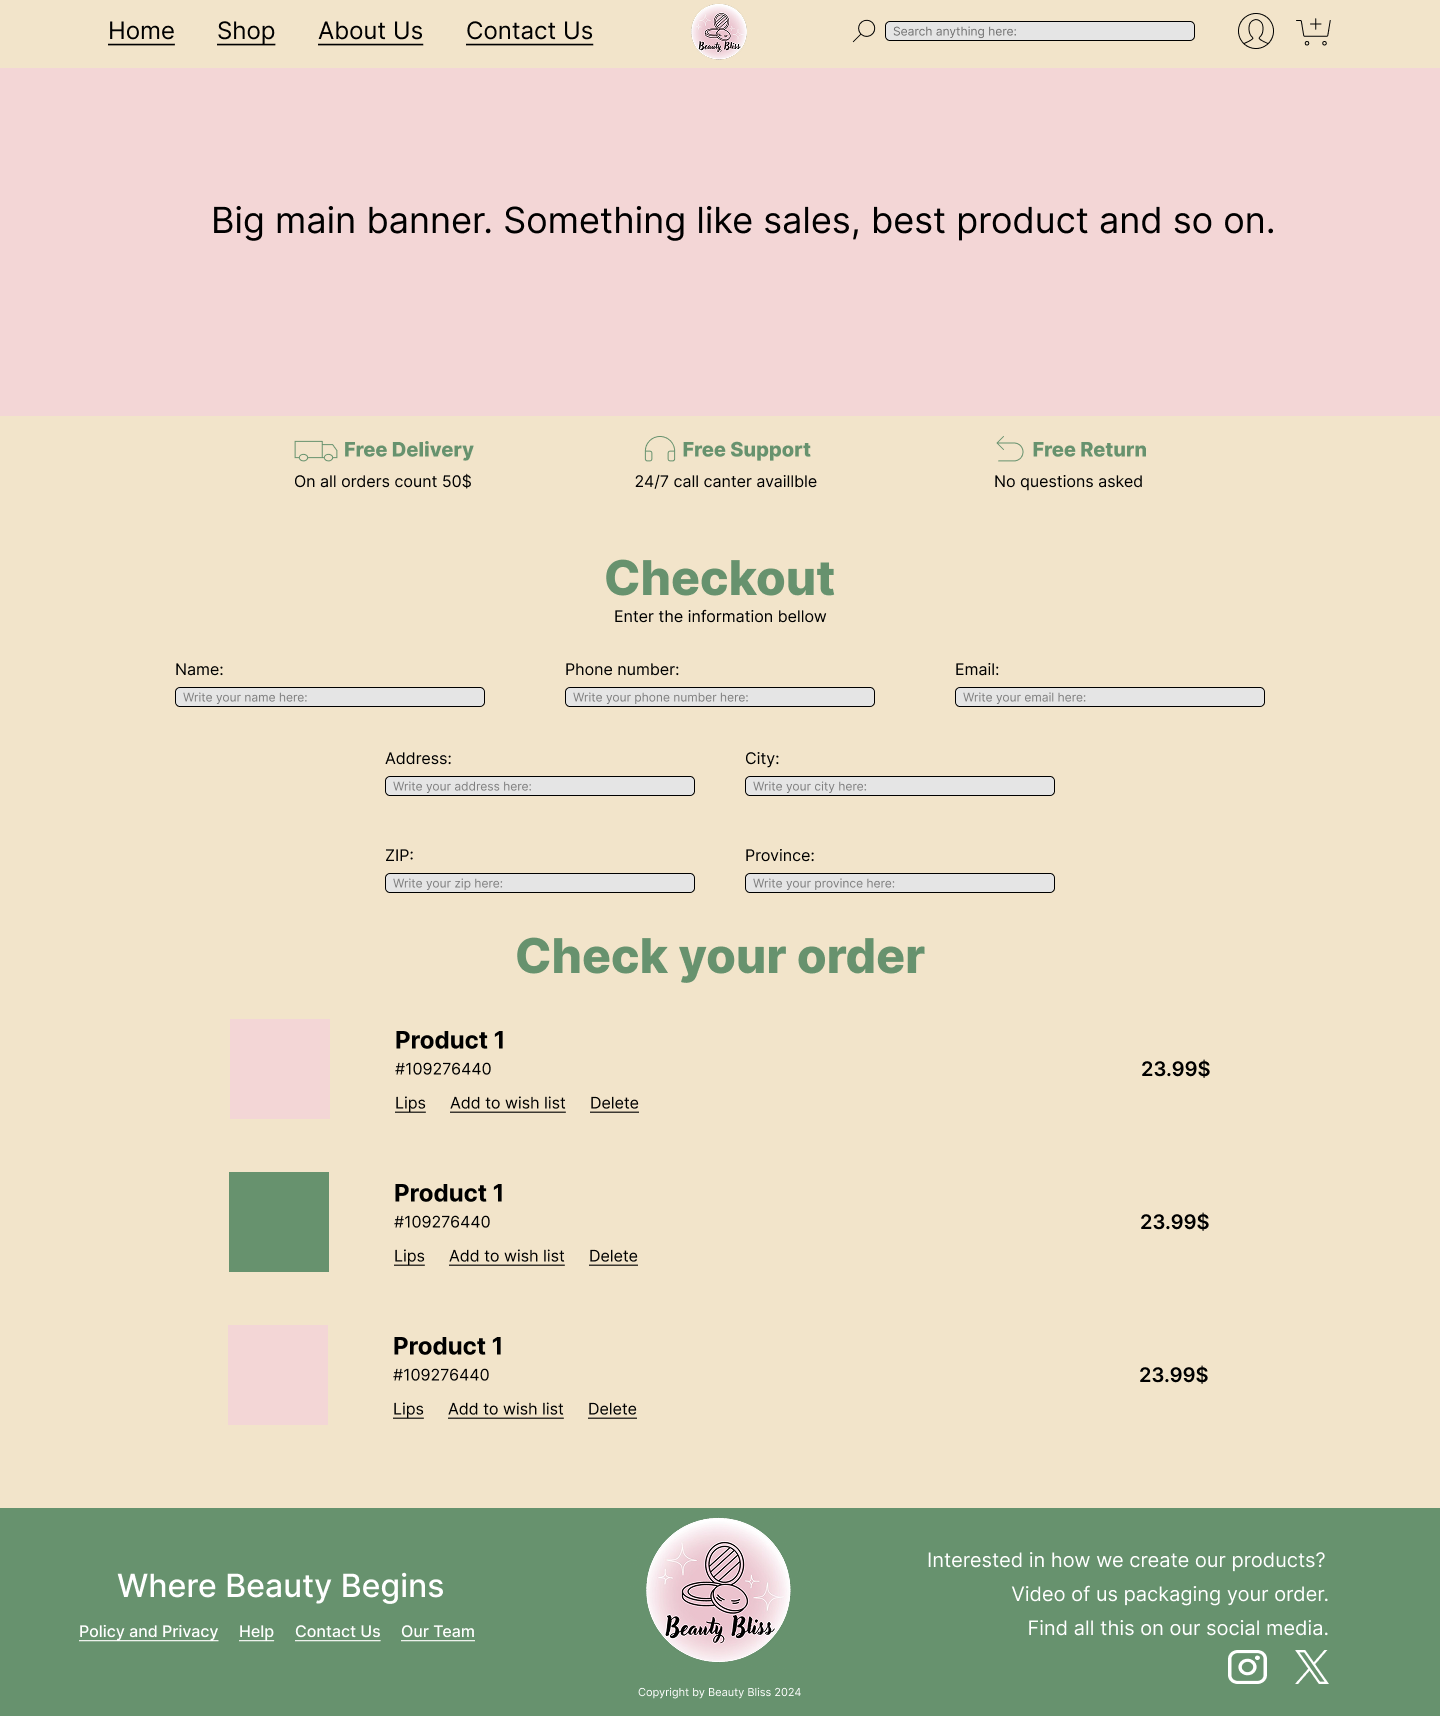 Home Shop About Us Contact Us Beauty Bliss Search anything here:
Big main banner. Something like sales, best product and so on.
Free Delivery Free Support Free Return
On all orders count 50$ 24/7 call canter availlble No questions asked
Checkout
Enter the information bellow
Name: Phone number: Email:
Write your name here: Write your phone number here: Write your email here:
Address: City:
Write your address here: Write your city here:
ZIP: Province:
Write your zip here: Write your province here:
Check your order
Product 1
#109276440 23.99$
Lips Add to wish list Delete
Product 1
#109276440 23.99$
Lips Add to wish list Delete
Product 1
#109276440 23.99$
Lips Add to wish list Delete
Where Beauty Begins
Policy and Privacy Help Contact Us Our Team
Beauty Bliss
Copyright by Beauty Bliss 2024
Interested in how we create our products?
Video of us packaging your order.
Find all this on our social media.